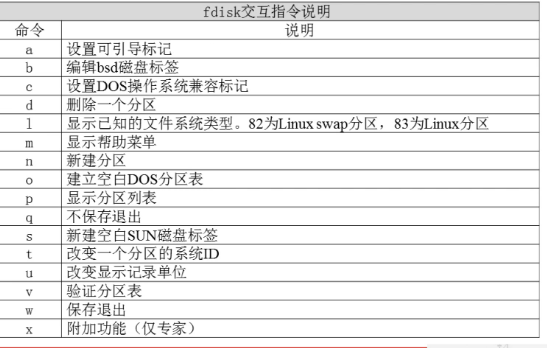 fdisk交互指令说明
命令 说明
a 设置可引导标记
b 编辑bsd磁盘标签
c 设置DOS操作系统兼容标记
d 删除一个分区
l 显示已知的文件系统类型。82为Linux swap分区，83为Linux分区
m 显示帮助菜单
n 新建分区
o 建立空白DOS分区表
p 显示分区列表
q 不保存退出
s 新建空白SUN磁盘标签
t 改变一个分区的系统ID
u 改变显示记录单位
v 验证分区表
w 保存退出
x 附加功能（仅专家）